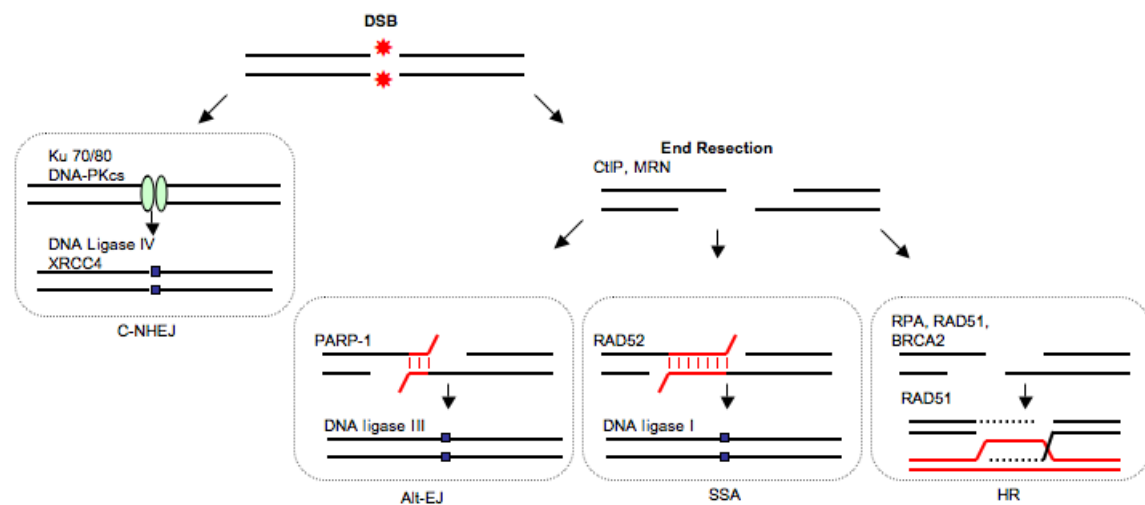 DSB
Ku 70/80
DNA-PKcs
DNA Ligase IV
XRCC4
C-NHEJ
End Resection
CtIP, MRN
PARP-1
DNA ligase III
Alt-EJ
RAD52
DNA ligase I
SSA
RPA, RAD51,
BRCA2
RAD51
HR